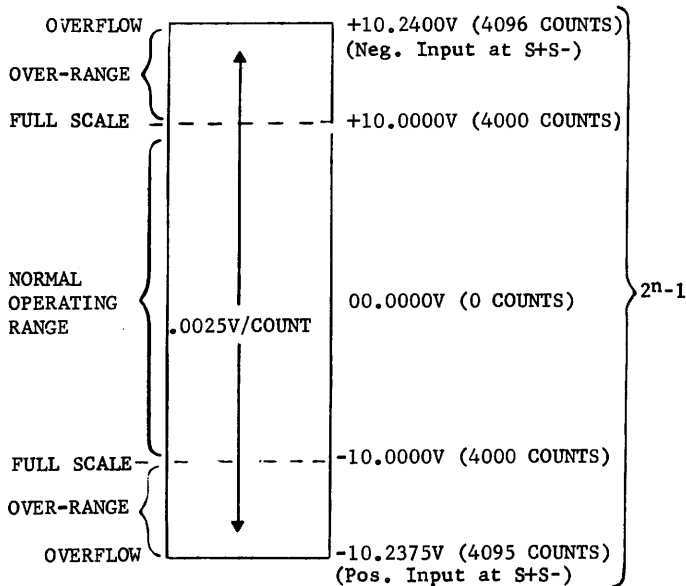 OVERFLOW +10.2400V (4096 COUNTS)
(Neg. Input at S+S-)
OVER-RANGE
FULL SCALE +10.0000V (4000 COUNTS)
NORMAL
OPERATING 00.0000V (0 COUNTS) 2ⁿ-1
RANGE .0025V/COUNT
FULL SCALE -10.0000V (4000 COUNTS)
OVER-RANGE
OVERFLOW -10.2375V (4095 COUNTS)
(Pos. Input at S+S-)